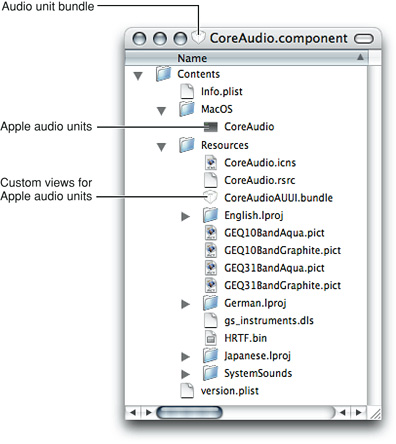 Audio unit bundle
CoreAudio.component
Name
Contents
Info.plist
MacOS
Apple audio units
CoreAudio
Resources
CoreAudio.icns
CoreAudio.rsrc
Custom views for
Apple audio units
CoreAudioAUUI.bundle
English.lproj
GEQ10BandAqua.pict
GEQ10BandGraphite.pict
GEQ31BandAqua.pict
GEQ31BandGraphite.pict
German.lproj
gs_instruments.dls
HRTF.bin
Japanese.lproj
SystemSounds
version.plist